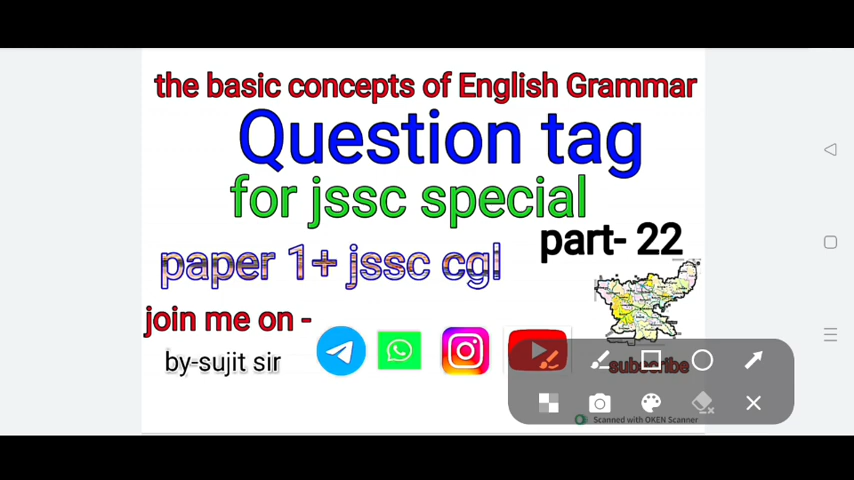 the basic concepts of English Grammar
Question tag
for jssc special
part- 22
paper 1+ jssc cgl
join me on -
by-sujit sir
subscribe
Scanned with OKEN Scanner